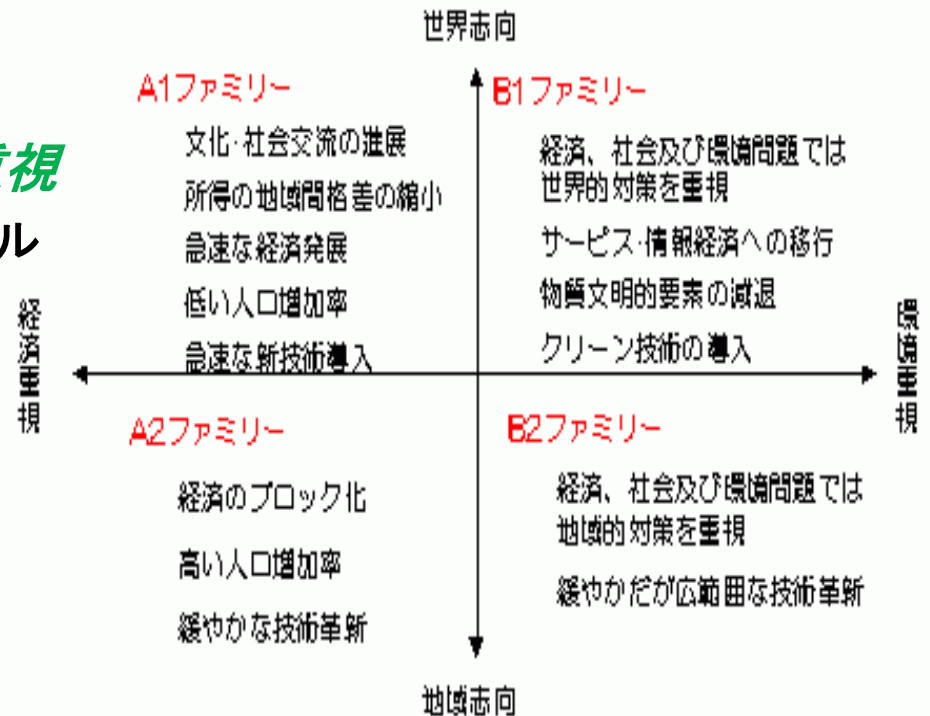 世界志向
A1ファミリー
文化・社会交流の進展
所得の地域間格差の縮小
急速な経済発展
低い人口増加率
急速な新技術導入
B1ファミリー
経済、社会及び環境問題では
世界的対策を重視
サービス・情報経済への移行
物質文明的要素の減退
クリーン技術の導入
重視
ル
経済重視
環境重視
A2ファミリー
経済のブロック化
高い人口増加率
緩やかな技術革新
B2ファミリー
経済、社会及び環境問題では
地域的対策を重視
緩やかだが広範囲な技術革新
地域志向